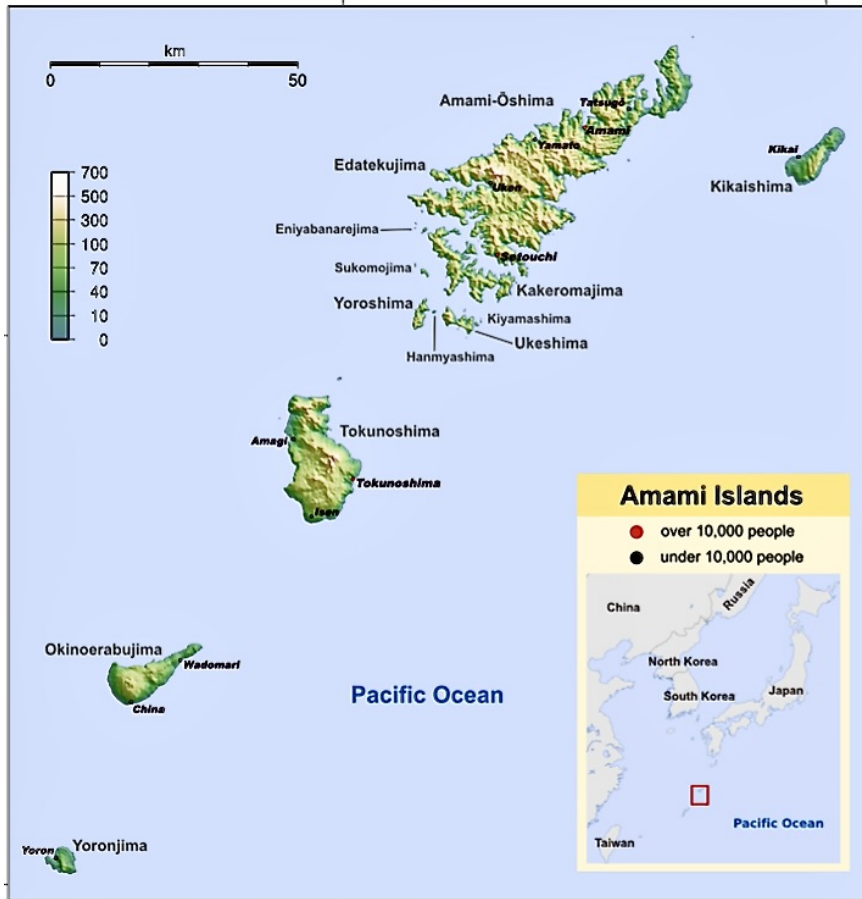 km
0 50
Amami-Ōshima
Tatsugō
Amami
Yamato
Kikai
Edatekujima
Uken
Kikaishima
700
500
300
100
70
40
10
0
Eniyabanarejima
Setouchi
Sukomojima
Kakeromajima
Yoroshima
Kiyamashima
Ukeshima
Hanmyashima
Tokunoshima
Amagi
Tokunoshima
Isen
Amami Islands
over 10,000 people
under 10,000 people
Russia
China
North Korea
South Korea
Japan
Pacific Ocean
Taiwan
Okinoerabujima
Wadomari
China
Pacific Ocean
Yoron
Yoronjima